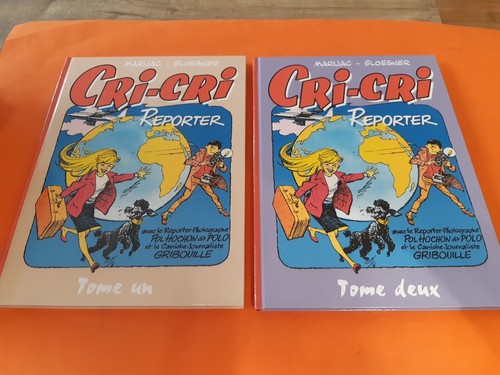 MARIJAC - GLOESNER
CRI-CRI
REPORTER
avec le Reporter-Photographe
POL HOCHON dit POLO
et le Caniche-Journaliste
GRIBOUILLE
Tome un
MARIJAC - GLOESNER
CRI-CRI
REPORTER
avec le Reporter-Photographe
POL HOCHON dit POLO
et le Caniche-Journaliste
GRIBOUILLE
Tome deux